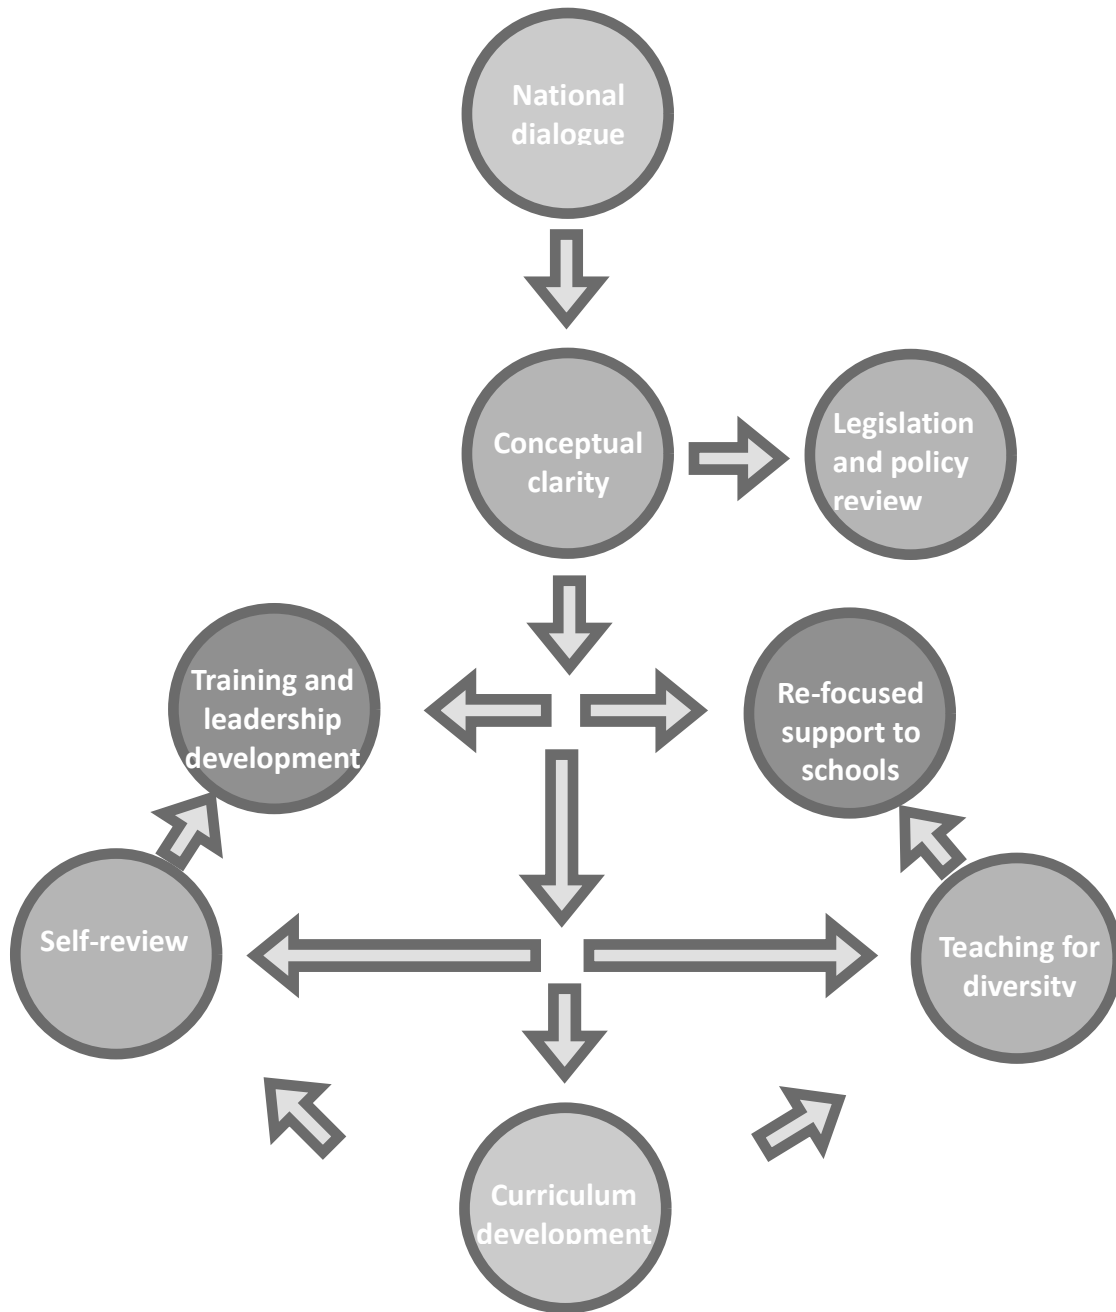 National
dialogue
Conceptual
clarity
Legislation
and policy
review
Training and
leadership
development
Re-focused
support to
schools
Self-review
Teaching for
diversity
Curriculum
development